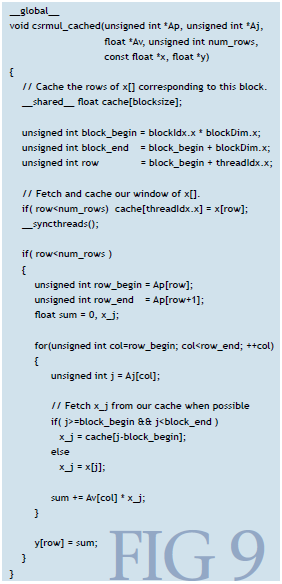 __global__
void csrmul_cached(unsigned int *Ap, unsigned int *Aj,
float *Av, unsigned int num_rows,
const float *x, float *y)
{
// Cache the rows of x[] corresponding to this block.
__shared__ float cache[blocksize];
unsigned int block_begin = blockIdx.x * blockDim.x;
unsigned int block_end = block_begin + blockDim.x;
unsigned int row = block_begin + threadIdx.x;
// Fetch and cache our window of x[].
if( row<num_rows) cache[threadIdx.x] = x[row];
__syncthreads();
if( row<num_rows )
{
unsigned int row_begin = Ap[row];
unsigned int row_end = Ap[row+1];
float sum = 0, x_j;
for(unsigned int col=row_begin; col<row_end; ++col)
{
unsigned int j = Aj[col];
// Fetch x_j from our cache when possible
if( j>=block_begin && j<block_end )
x_j = cache[j-block_begin];
else
x_j = x[j];
sum += Av[col] * x_j;
}
y[row] = sum;
}
}
FIG 9